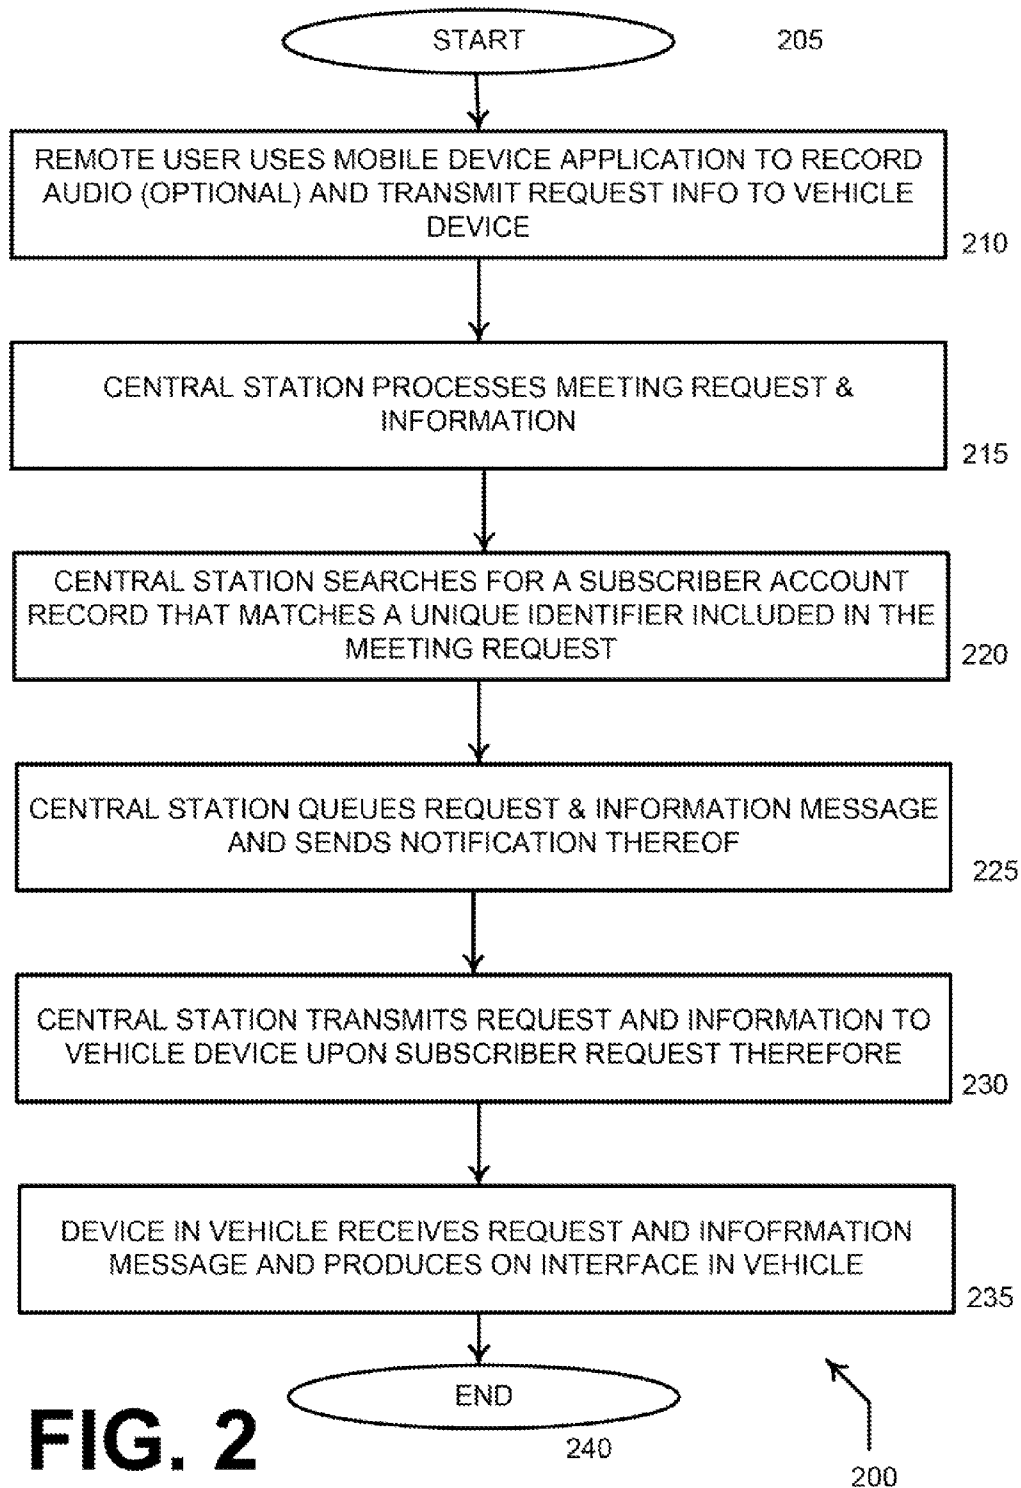 START
205
REMOTE USER USES MOBILE DEVICE APPLICATION TO RECORD
AUDIO (OPTIONAL) AND TRANSMIT REQUEST INFO TO VEHICLE
DEVICE
210
CENTRAL STATION PROCESSES MEETING REQUEST &
INFORMATION
215
CENTRAL STATION SEARCHES FOR A SUBSCRIBER ACCOUNT
RECORD THAT MATCHES A UNIQUE IDENTIFIER INCLUDED IN THE
MEETING REQUEST
220
CENTRAL STATION QUEUES REQUEST & INFORMATION MESSAGE
AND SENDS NOTIFICATION THEREOF
225
CENTRAL STATION TRANSMITS REQUEST AND INFORMATION TO
VEHICLE DEVICE UPON SUBSCRIBER REQUEST THEREFORE
230
DEVICE IN VEHICLE RECEIVES REQUEST AND INFOFRMATION
MESSAGE AND PRODUCES ON INTERFACE IN VEHICLE
235
END
240
FIG. 2
200